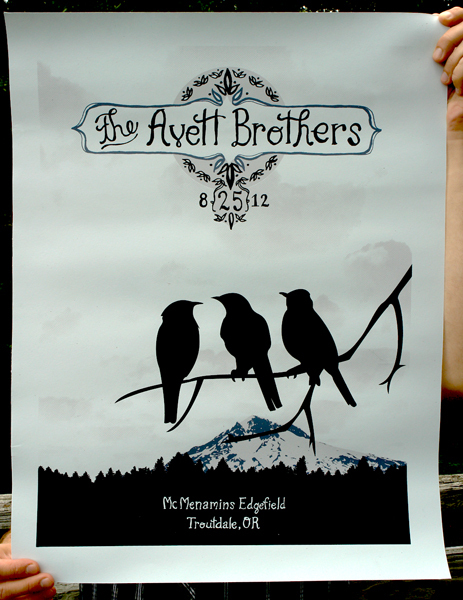 the Avett Brothers
8 {25} 12
McMenamins Edgefield
Troutdale, OR